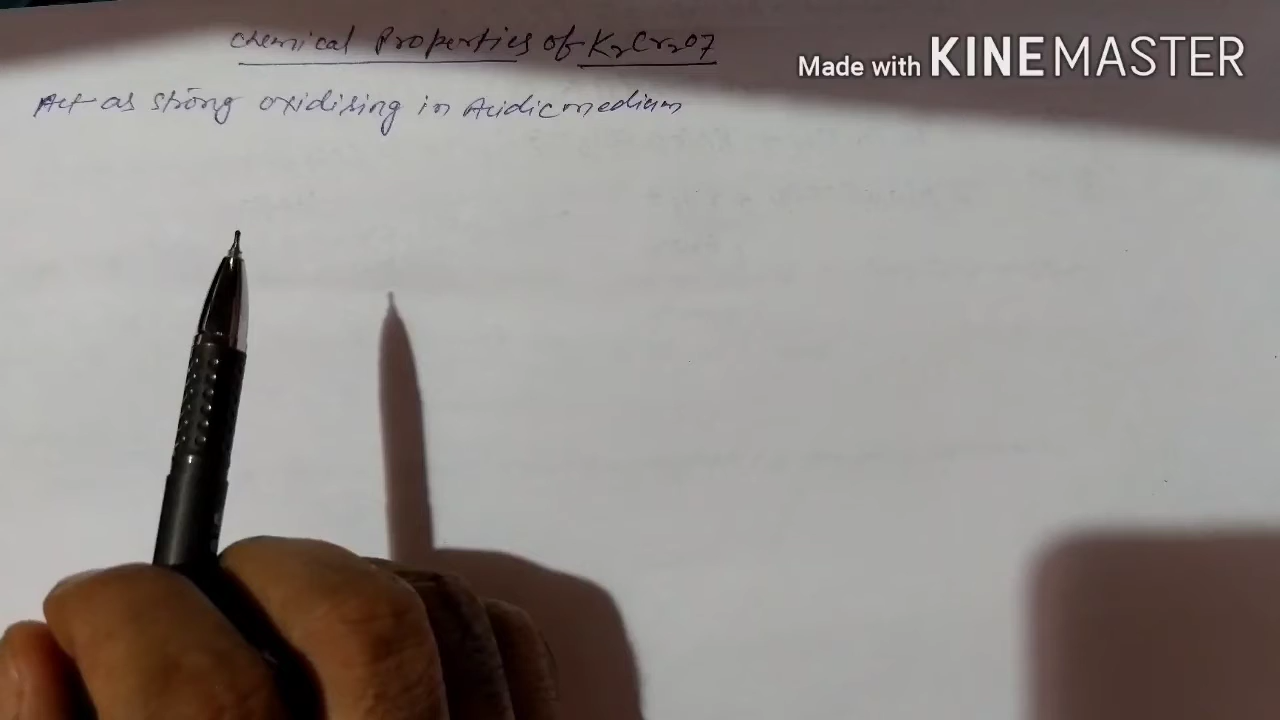 Chemical Properties of K2Cr2O7
Made with KINEMASTER
Act as strong oxidising in Acidic medium